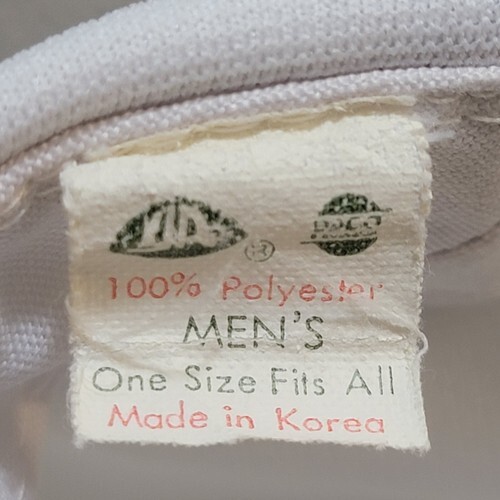 ®
100% Polyester
MEN'S
One Size Fits All
Made in Korea